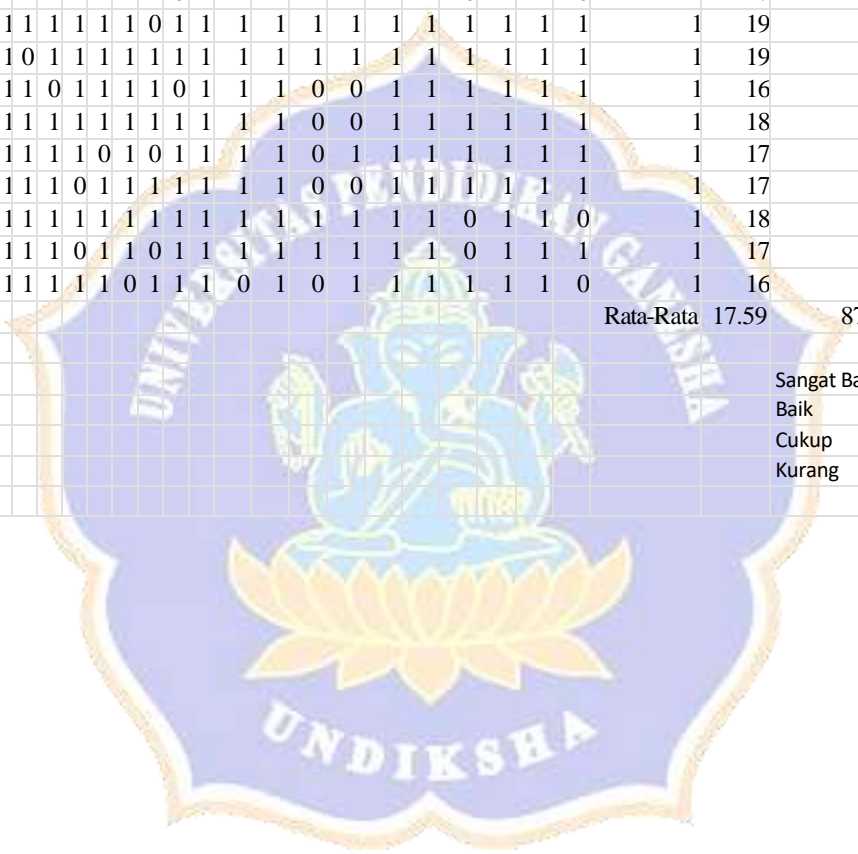 1 1 1 1 1 1 0 1 1 1 1 1 1 1 1 1 1 1 1 1 19
1 0 1 1 1 1 1 1 1 1 1 1 1 1 1 1 1 1 1 1 19
1 1 0 1 1 1 1 0 1 1 1 0 0 1 1 1 1 1 1 1 16
1 1 1 1 1 1 1 1 1 1 1 0 0 1 1 1 1 1 1 1 18
1 1 1 1 0 1 0 1 1 1 1 0 1 1 1 1 1 1 1 1 17
1 1 1 0 1 1 1 1 1 1 1 0 0 1 1 1 1 1 1 1 17
1 1 1 1 1 1 1 1 1 1 1 1 1 1 1 0 1 1 0 1 18
1 1 1 0 1 1 0 1 1 1 1 1 1 1 1 0 1 1 1 1 17
1 1 1 1 1 0 1 1 1 0 1 0 1 1 1 1 1 1 0 1 16
Rata-Rata 17.59 87
Sangat Ba
Baik
Cukup
Kurang
UNIVERSITAS PENDIDIKAN GANESHA
UNDIKSHA